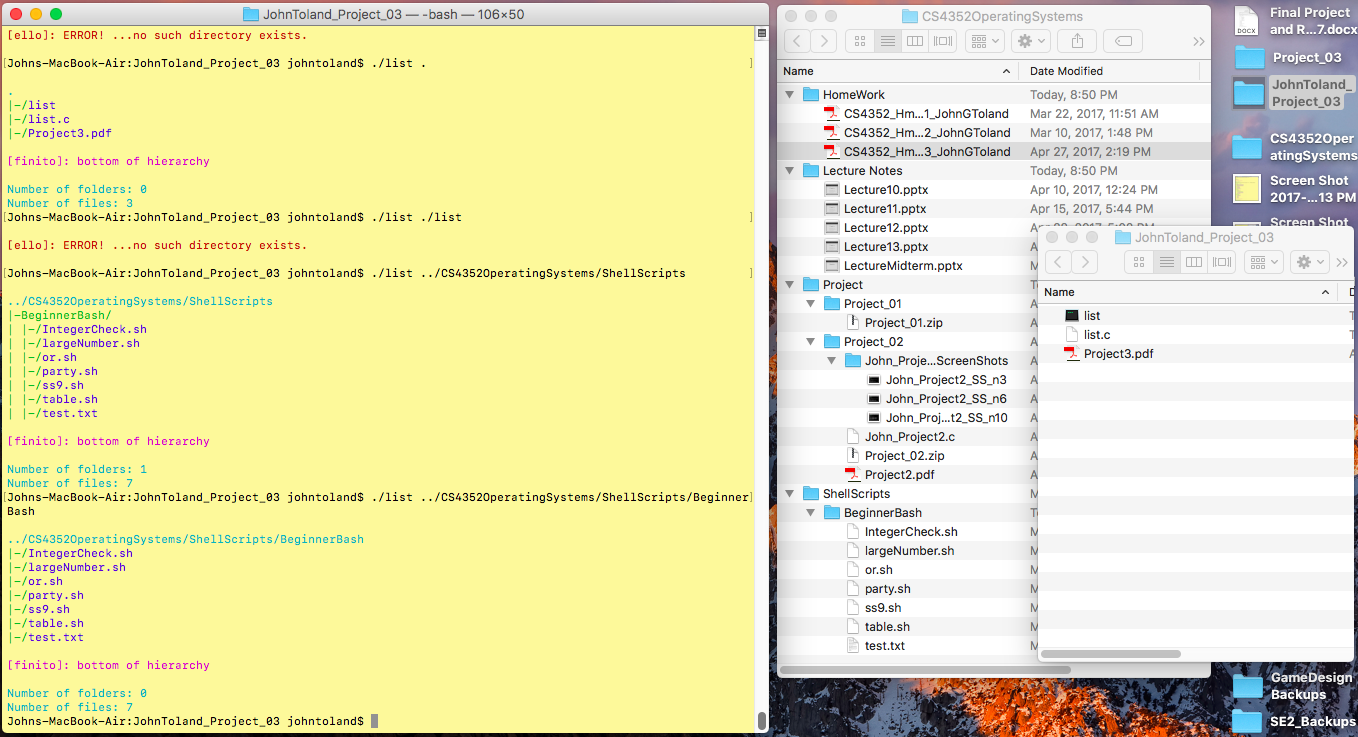 JohnToland_Project_03 — -bash — 106×50
[ello]: ERROR! ...no such directory exists.
[Johns-MacBook-Air:JohnToland_Project_03 johntoland$ ./list . ]
.
|-/list
|-/list.c
|-/Project3.pdf
[finito]: bottom of hierarchy
Number of folders: 0
Number of files: 3
[Johns-MacBook-Air:JohnToland_Project_03 johntoland$ ./list ./list ]
[ello]: ERROR! ...no such directory exists.
[Johns-MacBook-Air:JohnToland_Project_03 johntoland$ ./list ../CS4352OperatingSystems/ShellScripts ]
../CS4352OperatingSystems/ShellScripts
|-BeginnerBash/
| |-/IntegerCheck.sh
| |-/largeNumber.sh
| |-/or.sh
| |-/party.sh
| |-/ss9.sh
| |-/table.sh
| |-/test.txt
[finito]: bottom of hierarchy
Number of folders: 1
Number of files: 7
[Johns-MacBook-Air:JohnToland_Project_03 johntoland$ ./list ../CS4352OperatingSystems/ShellScripts/Beginner]
Bash
../CS4352OperatingSystems/ShellScripts/BeginnerBash
|-/IntegerCheck.sh
|-/largeNumber.sh
|-/or.sh
|-/party.sh
|-/ss9.sh
|-/table.sh
|-/test.txt
[finito]: bottom of hierarchy
Number of folders: 0
Number of files: 7
Johns-MacBook-Air:JohnToland_Project_03 johntoland$
CS4352OperatingSystems
Name Date Modified
HomeWork Today, 8:50 PM
CS4352_Hm...1_JohnGToland Mar 22, 2017, 11:51 AM
CS4352_Hm...2_JohnGToland Mar 10, 2017, 1:48 PM
CS4352_Hm...3_JohnGToland Apr 27, 2017, 2:19 PM
Lecture Notes Today, 8:50 PM
Lecture10.pptx Apr 10, 2017, 12:24 PM
Lecture11.pptx Apr 15, 2017, 5:44 PM
Lecture12.pptx
Lecture13.pptx
LectureMidterm.pptx
Project
Project_01
Project_01.zip
Project_02
John_Proje...ScreenShots
John_Project2_SS_n3
John_Project2_SS_n6
John_Proj...t2_SS_n10
John_Project2.c
Project_02.zip
Project2.pdf
ShellScripts
BeginnerBash
IntegerCheck.sh
largeNumber.sh
or.sh
party.sh
ss9.sh
table.sh
test.txt
JohnToland_Project_03
Name
list
list.c
Project3.pdf
Final Project
and R...7.docx
DOCX
Project_03
JohnToland_
Project_03
CS4352Oper
atingSystems
Screen Shot
2017-...13 PM
Screen Shot
GameDesign
Backups
SE2_Backups